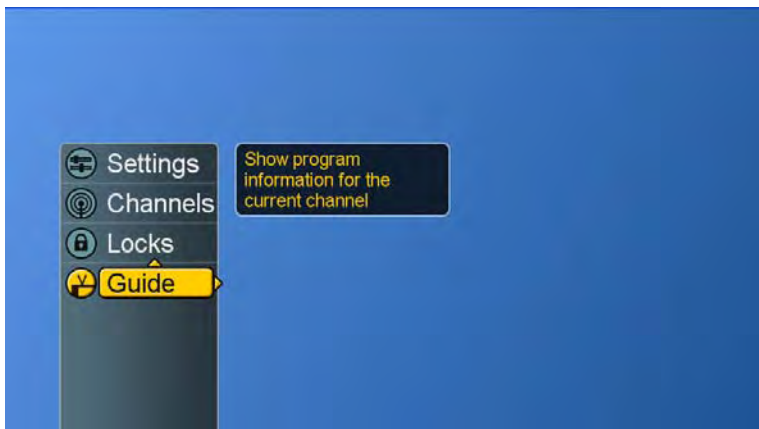 Settings
Channels
Locks
Guide
Show program
information for the
current channel